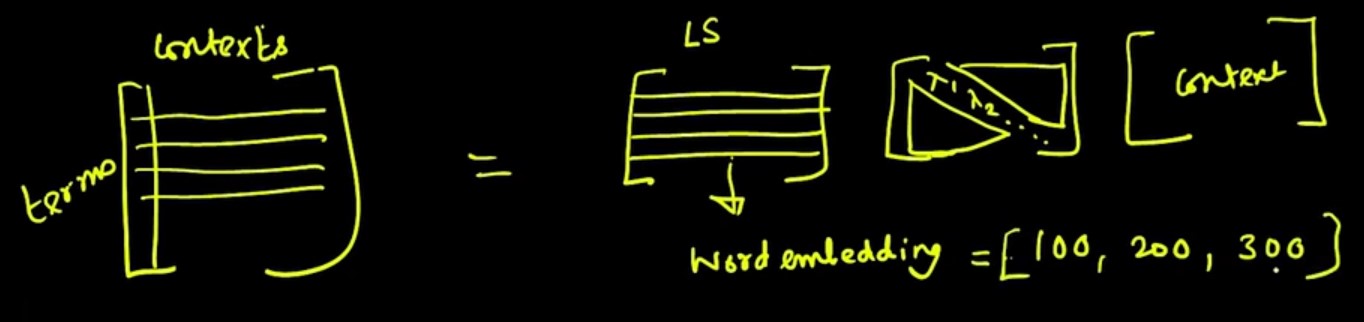 contexts
LS
terms
=
λ1 λ2 ...
context
Word embedding = [100, 200, 300]